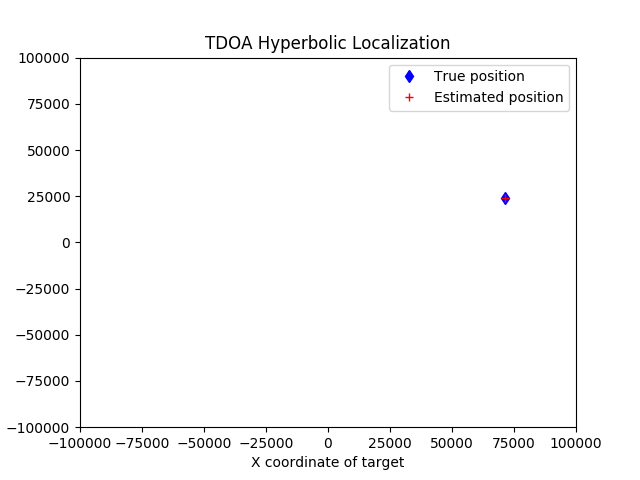 TDOA Hyperbolic Localization
100000
75000
50000
25000
0
−25000
−50000
−75000
−100000
True position
Estimated position
−100000 −75000 −50000 −25000 0 25000 50000 75000 100000
X coordinate of target